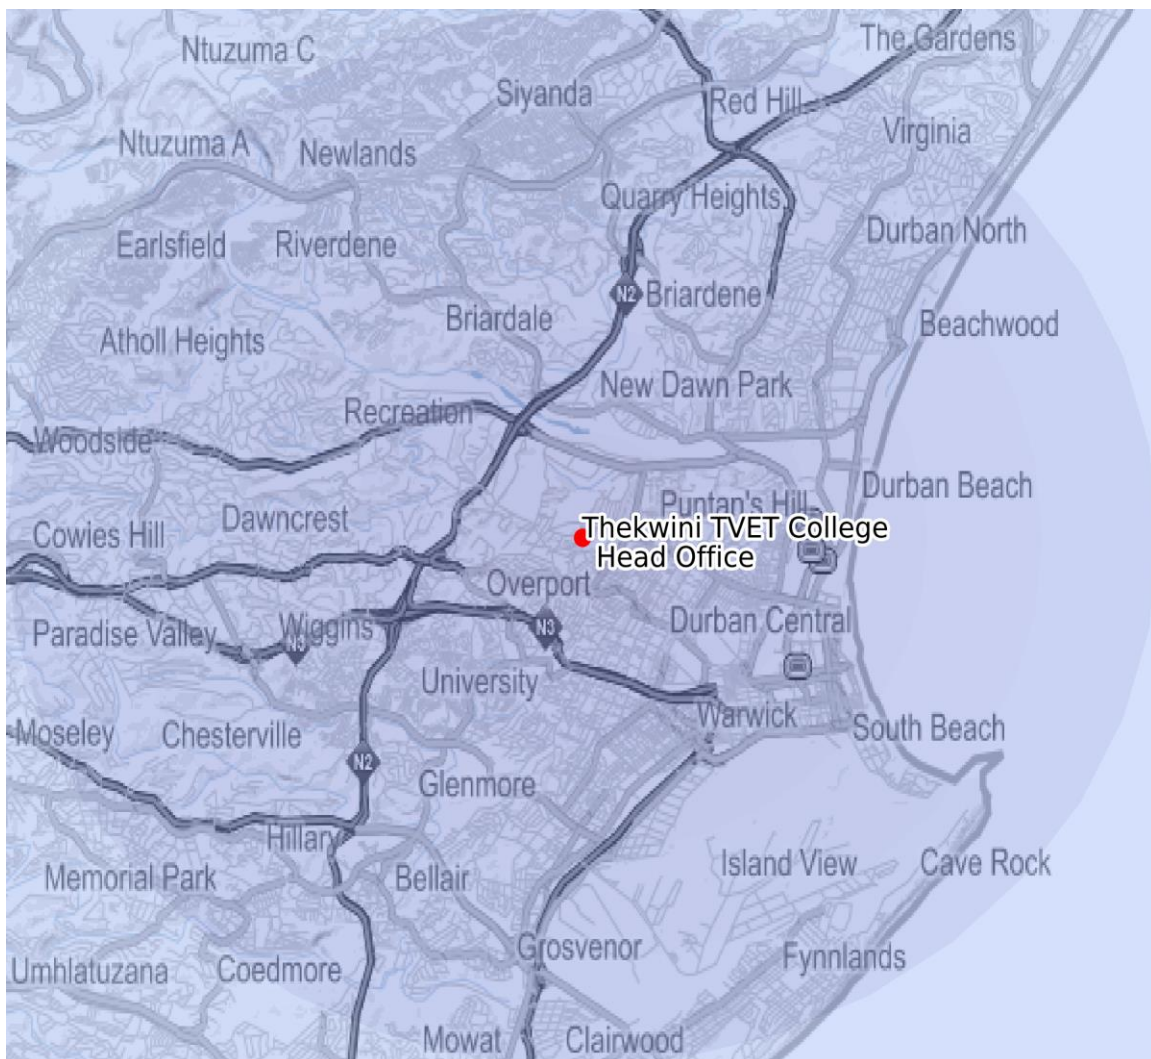 Ntuzuma C
The Gardens
Siyanda
Red Hill
Virginia
Ntuzuma A
Newlands
Quarry Heights
Earlsfield
Riverdene
Durban North
N2
Briardene
Briardale
Beachwood
Atholl Heights
New Dawn Park
Recreation
Woodside
Durban Beach
Puntan's Hill
Dawncrest
Cowies Hill
Thekwini TVET College
Head Office
Overport
Durban Central
Paradise Valley
N3
Wiggins
N3
University
Warwick
South Beach
Moseley
Chesterville
N2
Glenmore
Hillary
Island View
Cave Rock
Memorial Park
Bellair
Grosvenor
Fynnlands
Umhlatuzana
Coedmore
Mowat
Clairwood